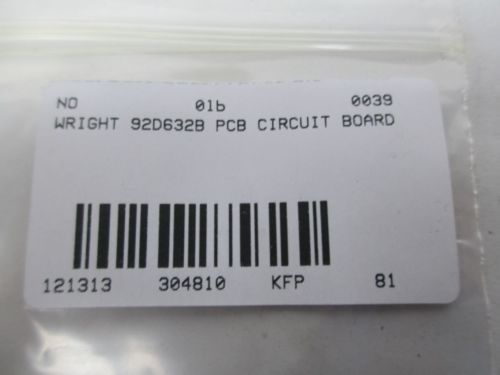 NO 01b 0039
WRIGHT 92D632B PCB CIRCUIT BOARD
121313 304810 KFP 81